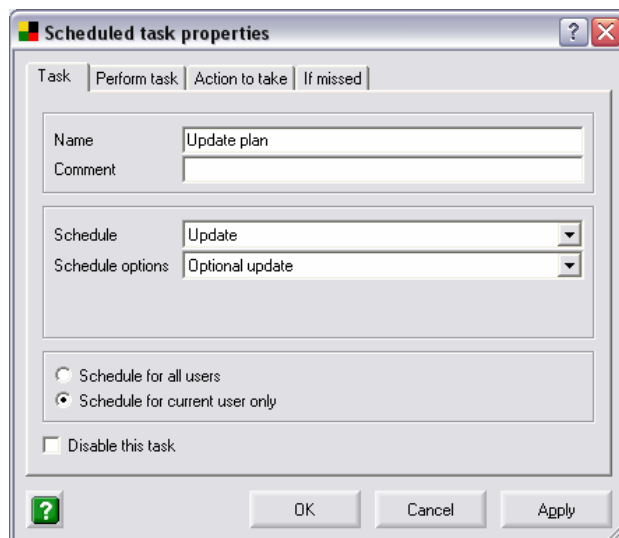 Scheduled task properties
Task Perform task Action to take If missed
Name Update plan
Comment
Schedule Update
Schedule options Optional update
Schedule for all users
Schedule for current user only
Disable this task
? OK Cancel Apply